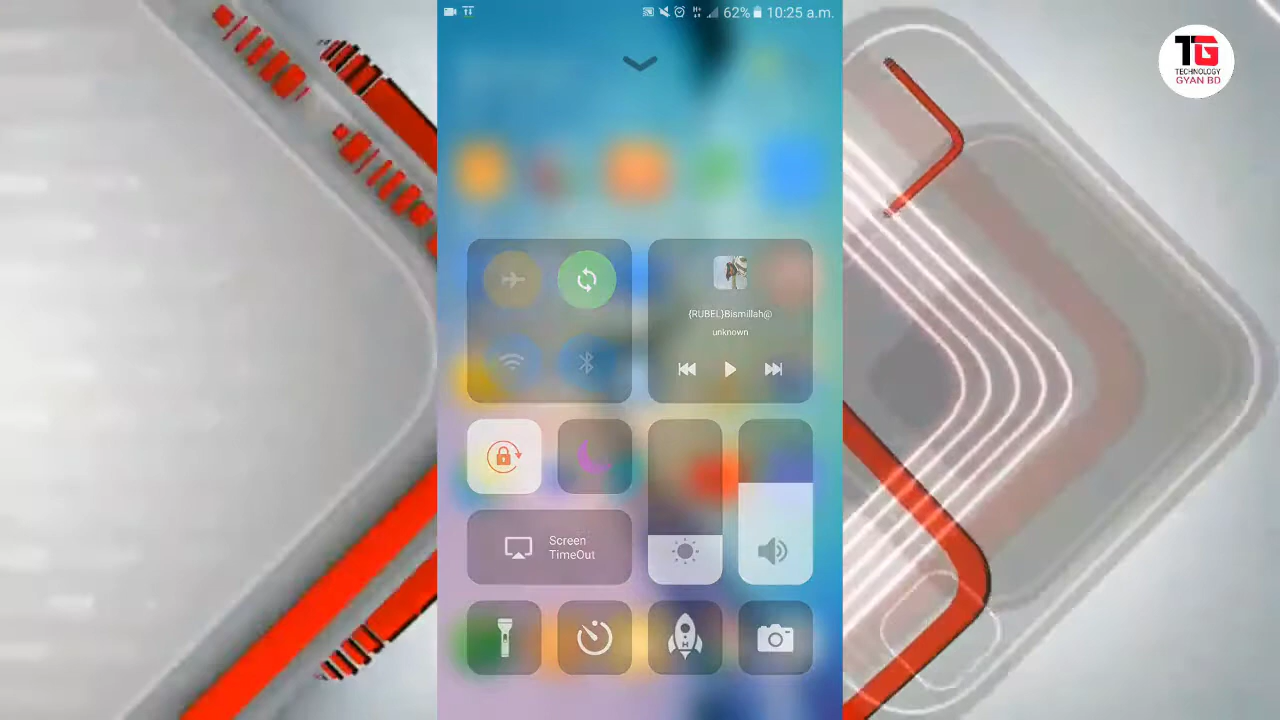 62% 10:25 a.m.
TG
TECHNOLOGY
GYAN BD
{RUBEL}Bismillah@
unknown
Screen
TimeOut